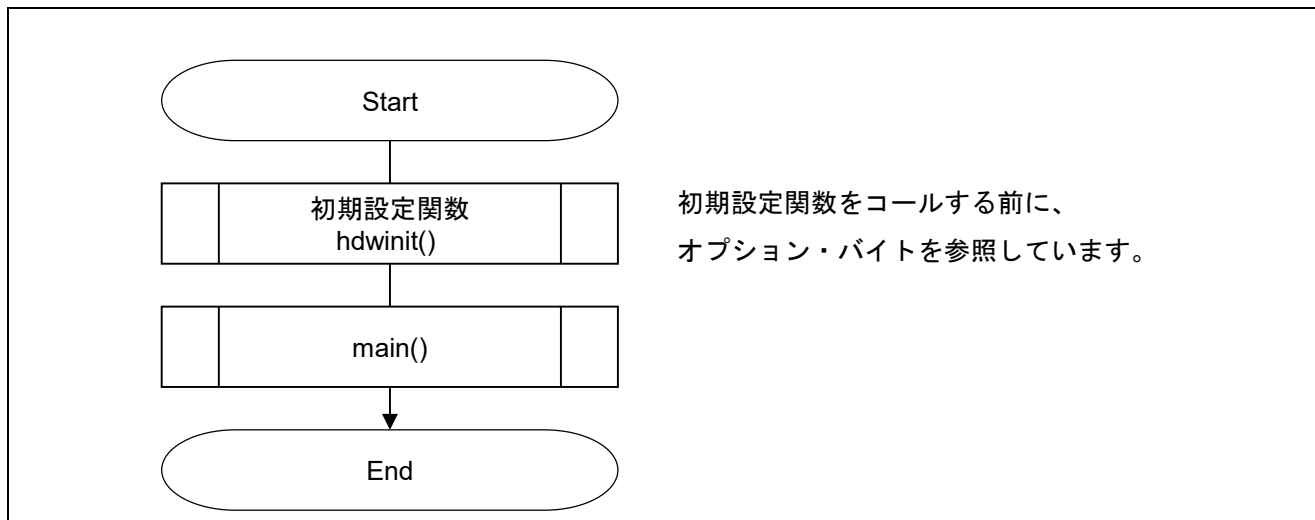 Start
初期設定関数
hdwinit()
初期設定関数をコールする前に、
オプション・バイトを参照しています。
main()
End